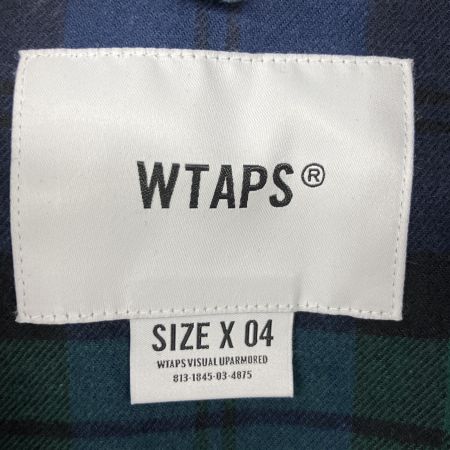 WTAPS®
SIZE X 04
WTAPS VISUAL UPARMORED
813-1845-03-4875